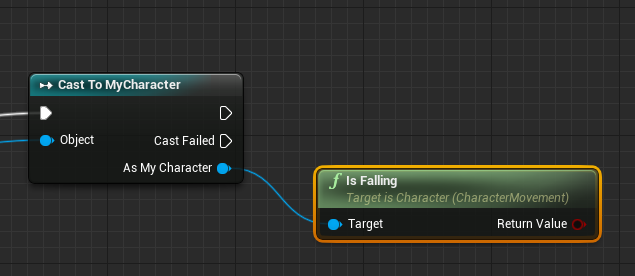 Cast To MyCharacter
Object
Cast Failed
As My Character
f Is Falling
Target is Character (CharacterMovement)
Target
Return Value